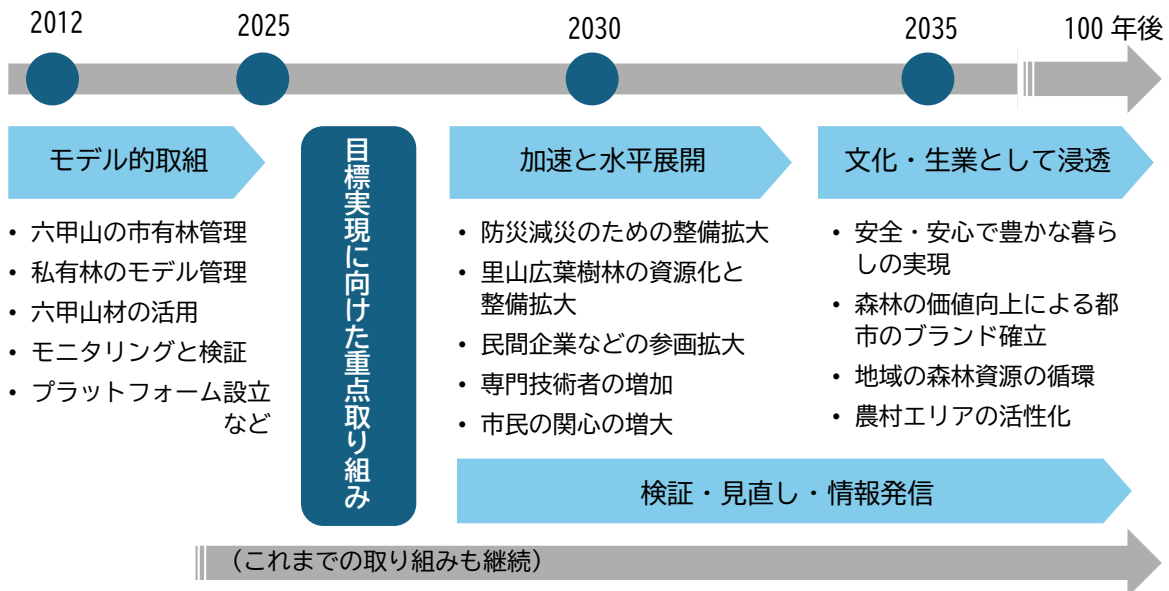 2012
2025
2030
2035
100 年後
モデル的取組
• 六甲山の市有林管理
• 私有林のモデル管理
• 六甲山材の活用
• モニタリングと検証
• プラットフォーム設立
など
目標実現に向けた重点取り組み
加速と水平展開
• 防災減災のための整備拡大
• 里山広葉樹林の資源化と
整備拡大
• 民間企業などの参画拡大
• 専門技術者の増加
• 市民の関心の増大
文化・生業として浸透
• 安全・安心で豊かな暮ら
しの実現
• 森林の価値向上による都
市のブランド確立
• 地域の森林資源の循環
• 農村エリアの活性化
検証・見直し・情報発信
（これまでの取り組みも継続）